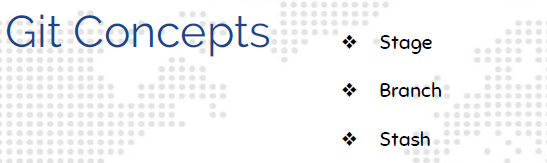 Git Concepts
❖ Stage
❖ Branch
❖ Stash